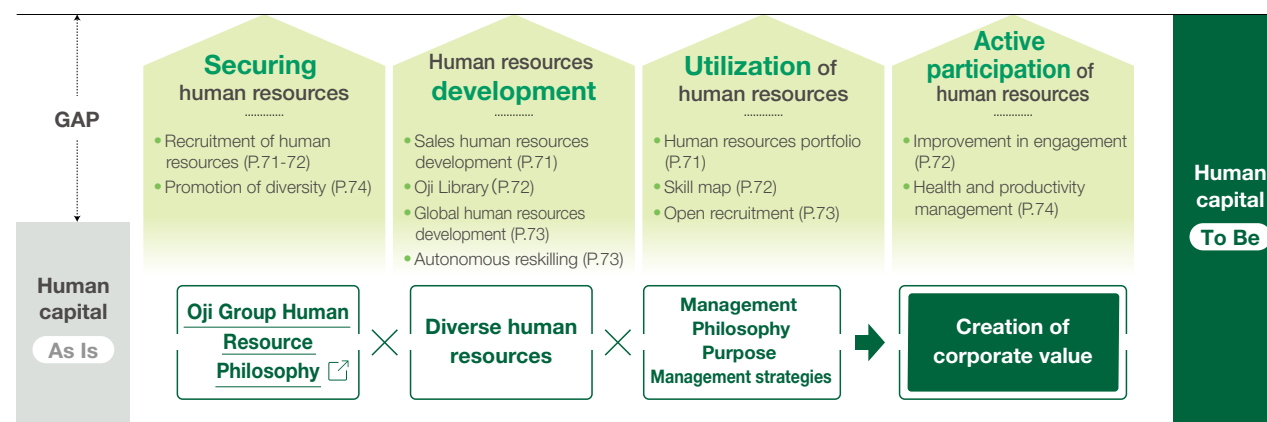 GAP
Human
capital
As Is
Securing
human resources
• Recruitment of human
resources (P.71-72)
• Promotion of diversity (P.74)
Human resources
development
• Sales human resources
development (P.71)
• Oji Library (P.72)
• Global human resources
development (P.73)
• Autonomous reskilling (P.73)
Utilization of
human resources
• Human resources portfolio
(P.71)
• Skill map (P.72)
• Open recruitment (P.73)
Active
participation of
human resources
• Improvement in engagement
(P.72)
• Health and productivity
management (P.74)
Oji Group Human
Resource
Philosophy
×
Diverse human
resources
×
Management
Philosophy
Purpose
Management strategies
Creation of
corporate value
Human
capital
To Be